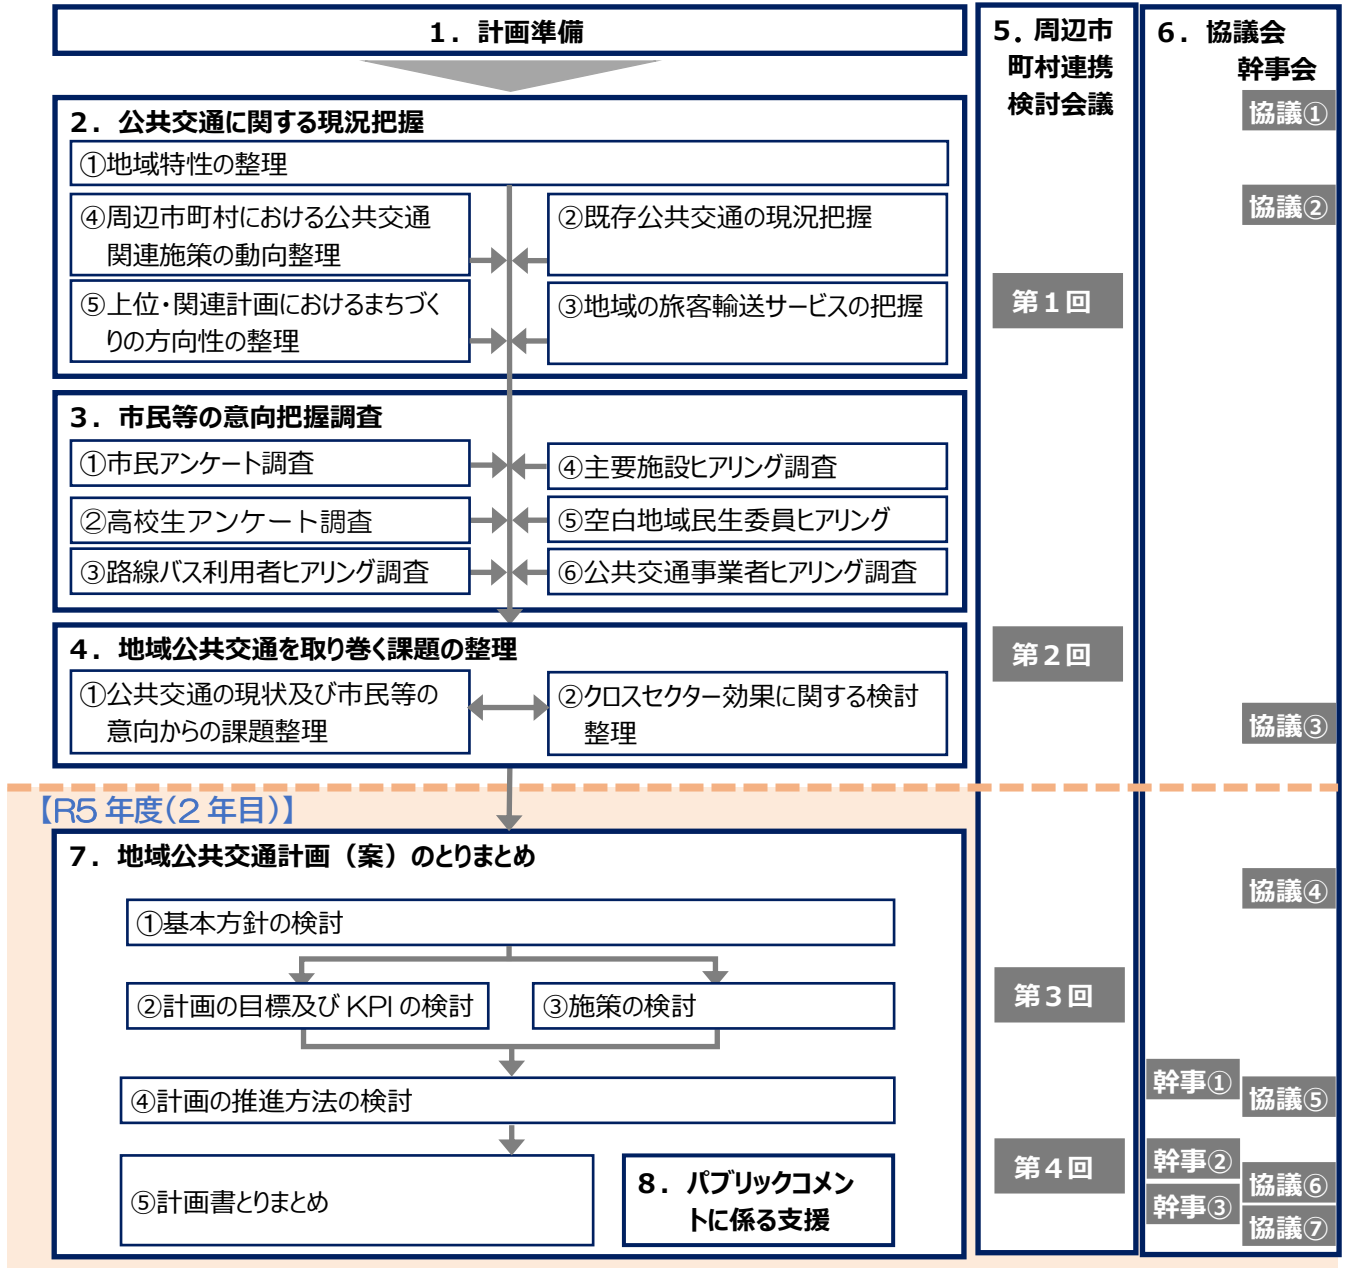 １．計画準備
２．公共交通に関する現況把握
①地域特性の整理
④周辺市町村における公共交通
関連施策の動向整理
②既存公共交通の現況把握
⑤上位・関連計画におけるまちづく
りの方向性の整理
③地域の旅客輸送サービスの把握
３．市民等の意向把握調査
①市民アンケート調査
④主要施設ヒアリング調査
②高校生アンケート調査
⑤空白地域民生委員ヒアリング
③路線バス利用者ヒアリング調査
⑥公共交通事業者ヒアリング調査
４．地域公共交通を取り巻く課題の整理
①公共交通の現状及び市民等の
意向からの課題整理
②クロスセクター効果に関する検討
整理
【R5 年度（2 年目）】
７．地域公共交通計画（案）のとりまとめ
①基本方針の検討
②計画の目標及び KPI の検討
③施策の検討
④計画の推進方法の検討
⑤計画書とりまとめ
８．パブリックコメン
トに係る支援
５．周辺市
町村連携
検討会議
第１回
第２回
第３回
第４回
６．協議会
幹事会
協議①
協議②
協議③
協議④
幹事①
協議⑤
幹事②
協議⑥
幹事③
協議⑦